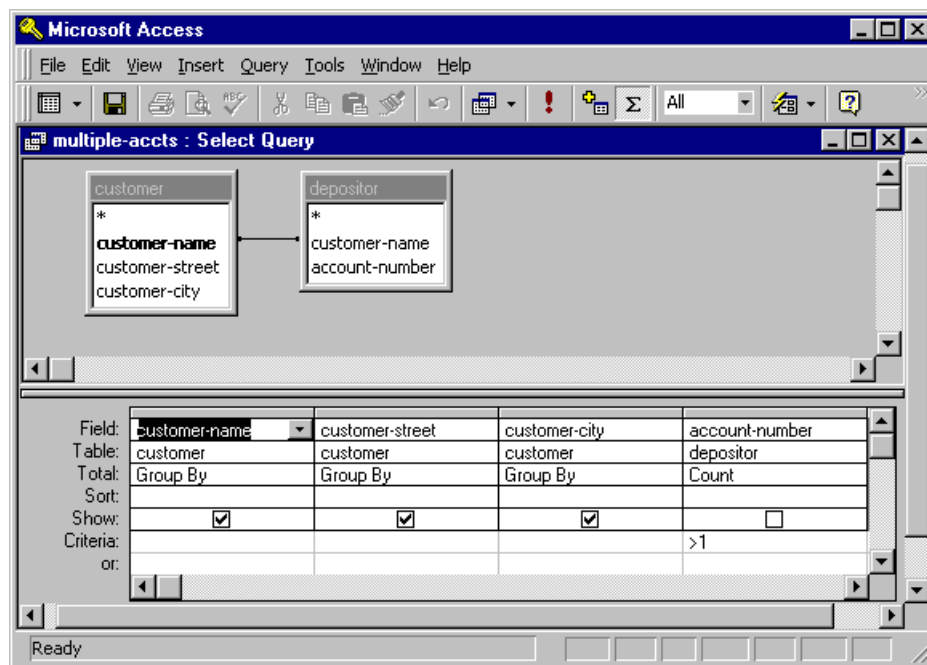 Microsoft Access
File Edit View Insert Query Tools Window Help
ABC Σ All
multiple-accts : Select Query
customer depositor
* *
customer-name customer-name
customer-street account-number
customer-city
Field: customer-name customer-street customer-city account-number
Table: customer customer customer depositor
Total: Group By Group By Group By Count
Sort:
Show:
Criteria: >1
or:
Ready